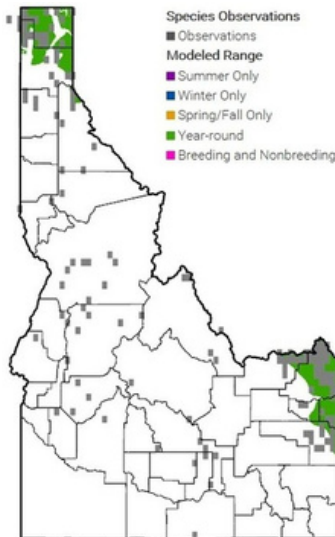 Species Observations
Observations
Modeled Range
Summer Only
Winter Only
Spring/Fall Only
Year-round
Breeding and Nonbreeding